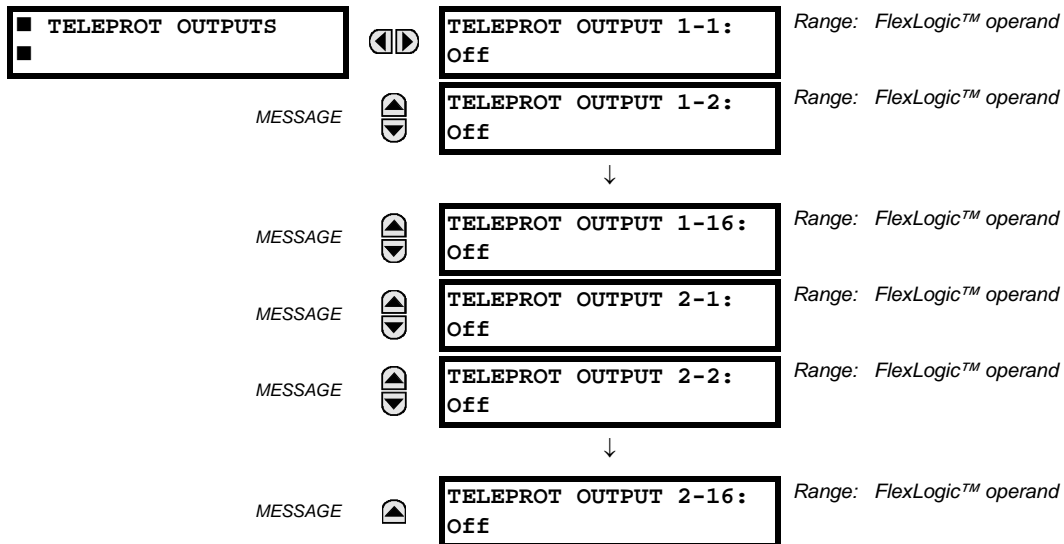 ■ TELEPROT OUTPUTS
■
TELEPROT OUTPUT 1-1:
Off
Range: FlexLogic™ operand
MESSAGE
TELEPROT OUTPUT 1-2:
Off
Range: FlexLogic™ operand
↓
MESSAGE
TELEPROT OUTPUT 1-16:
Off
Range: FlexLogic™ operand
MESSAGE
TELEPROT OUTPUT 2-1:
Off
Range: FlexLogic™ operand
MESSAGE
TELEPROT OUTPUT 2-2:
Off
Range: FlexLogic™ operand
↓
MESSAGE
TELEPROT OUTPUT 2-16:
Off
Range: FlexLogic™ operand